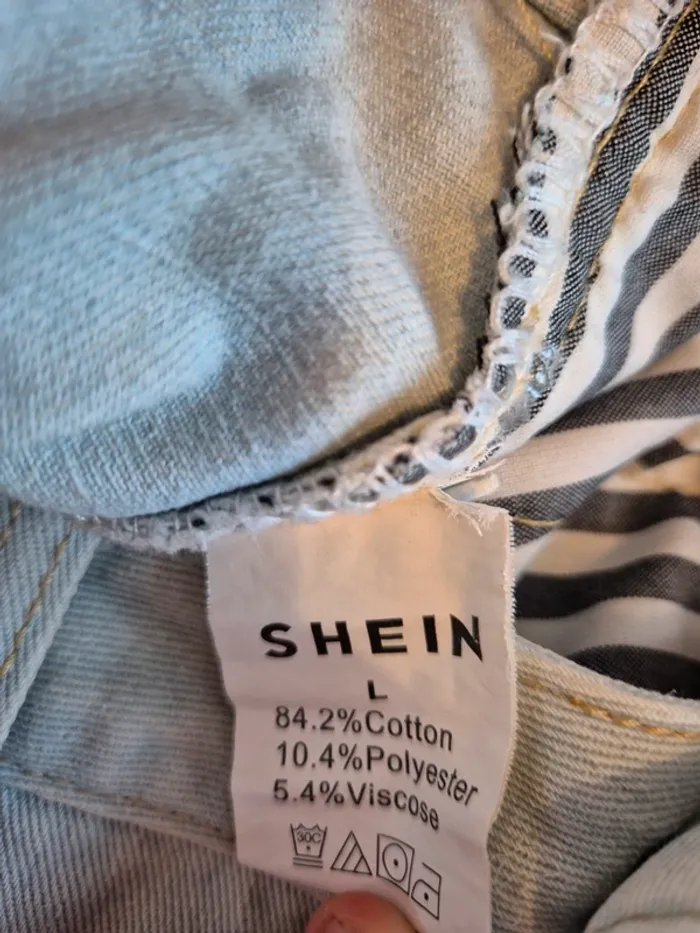 SHEIN
L
84.2%Cotton
10.4%Polyester
5.4%Viscose
30C